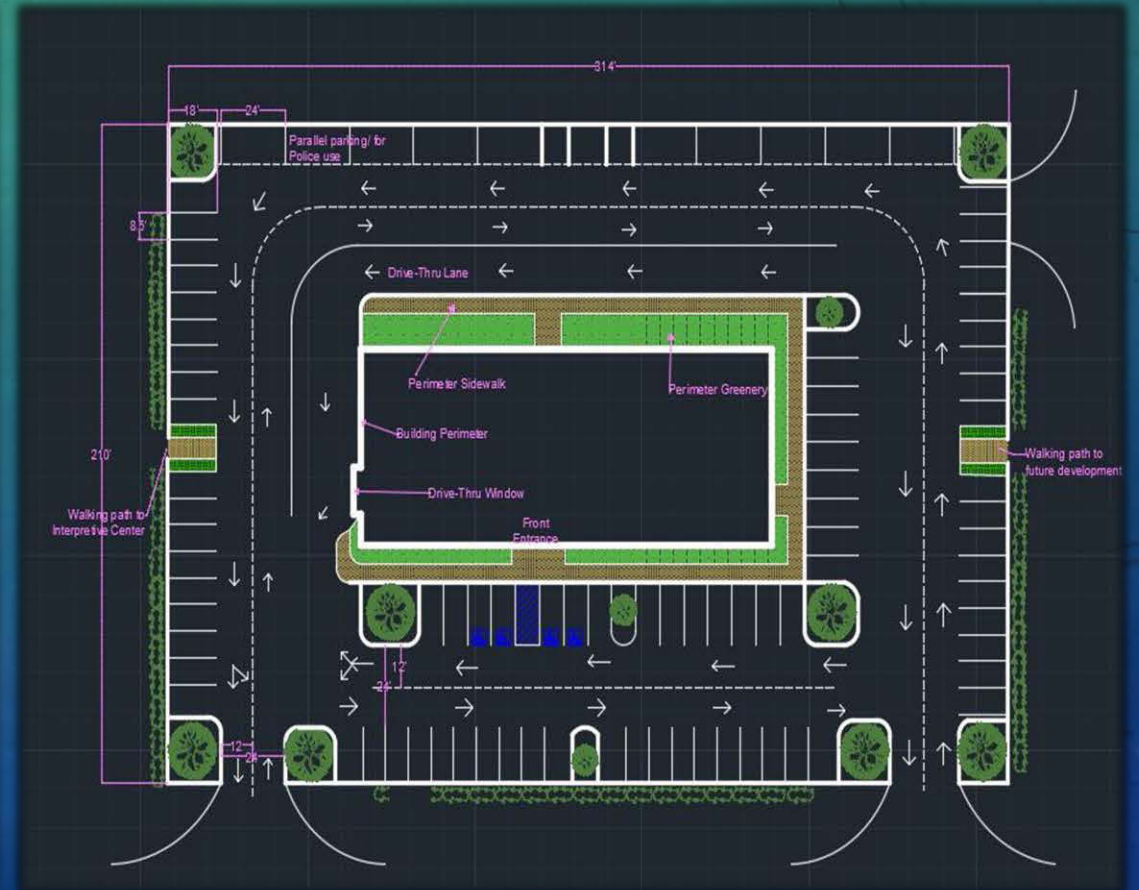 314'
18'
24'
Parallel parking/ for
Police use
8.5'
Drive-Thru Lane
Perimeter Sidewalk
Perimeter Greenery
Building Perimeter
210'
Walking path to
future development
Drive-Thru Window
Walking path to
Interpretive Center
Front
Entrance
12'
24'
12'
24'